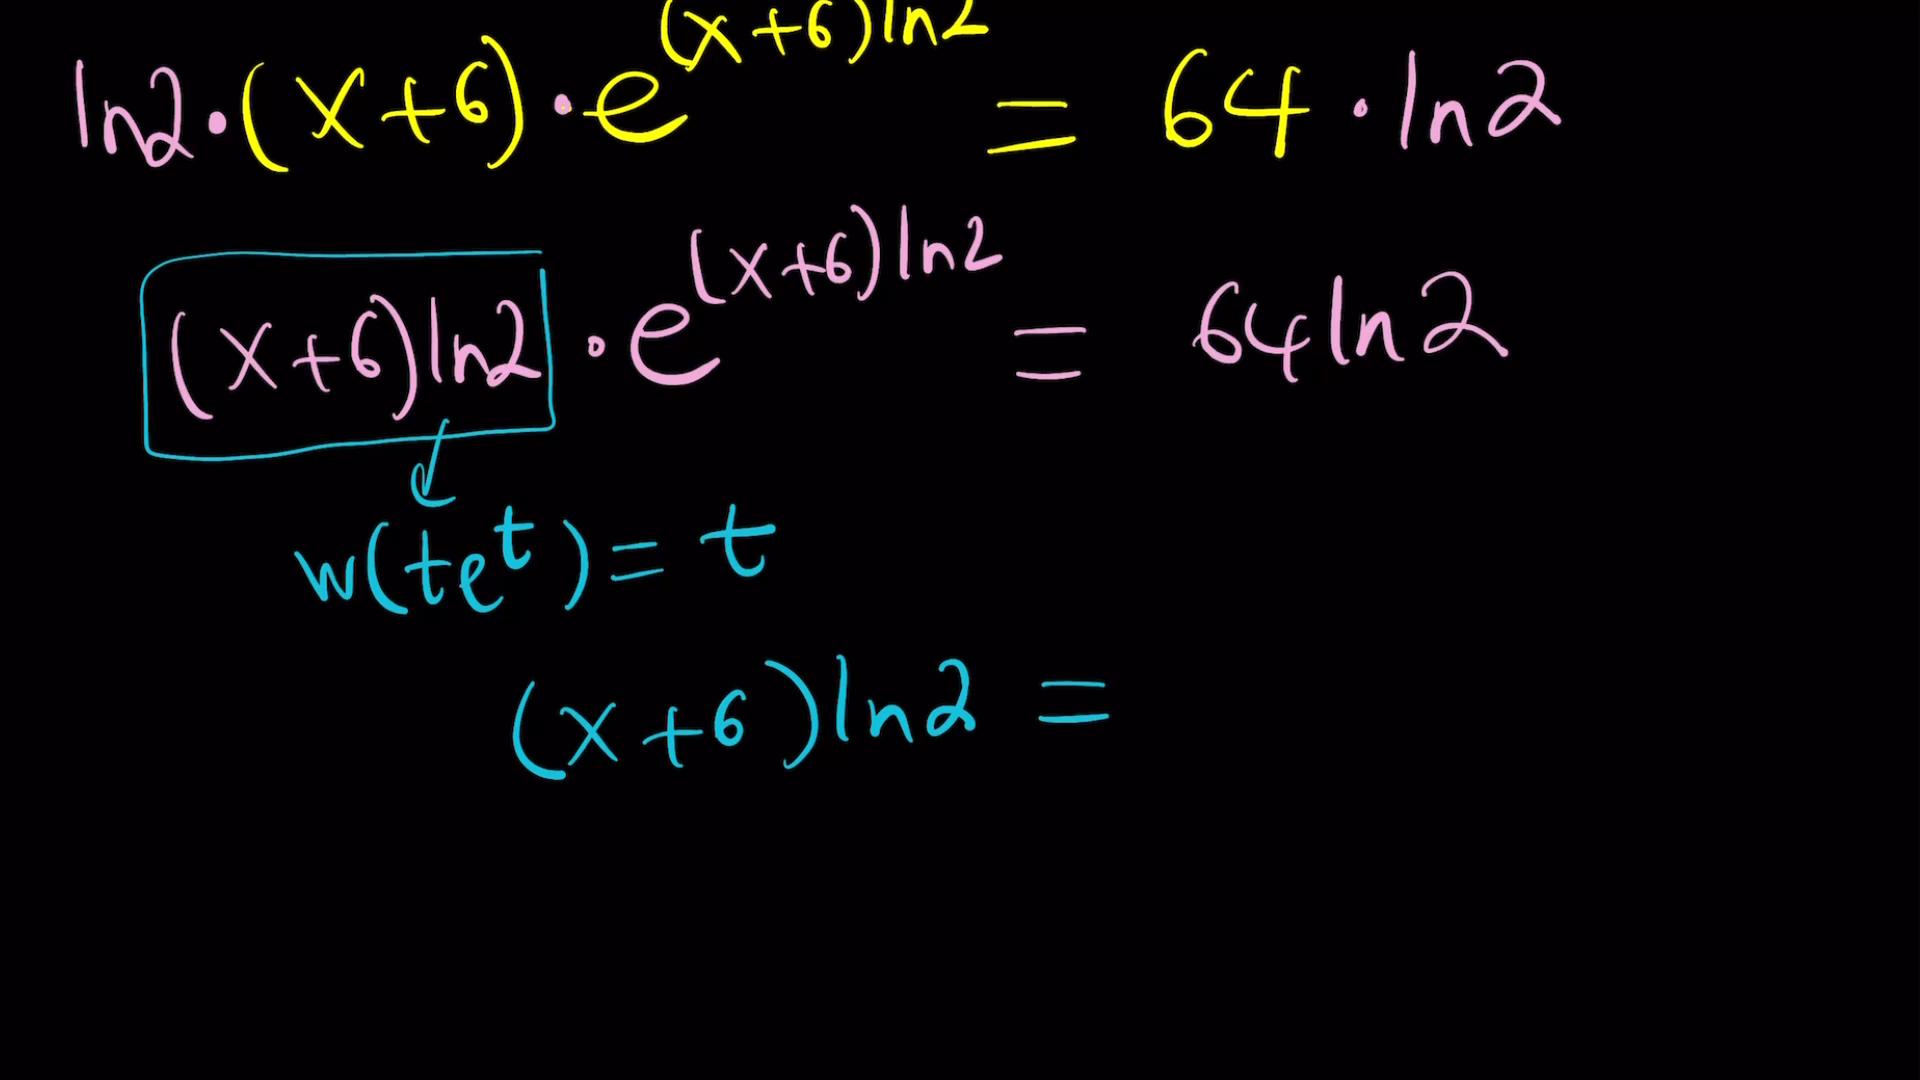 ln2·(x+6)·e^(x+6)ln2 = 64·ln2
(x+6)ln2·e^(x+6)ln2 = 64ln2
W(te^t) = t
(x+6)ln2 =